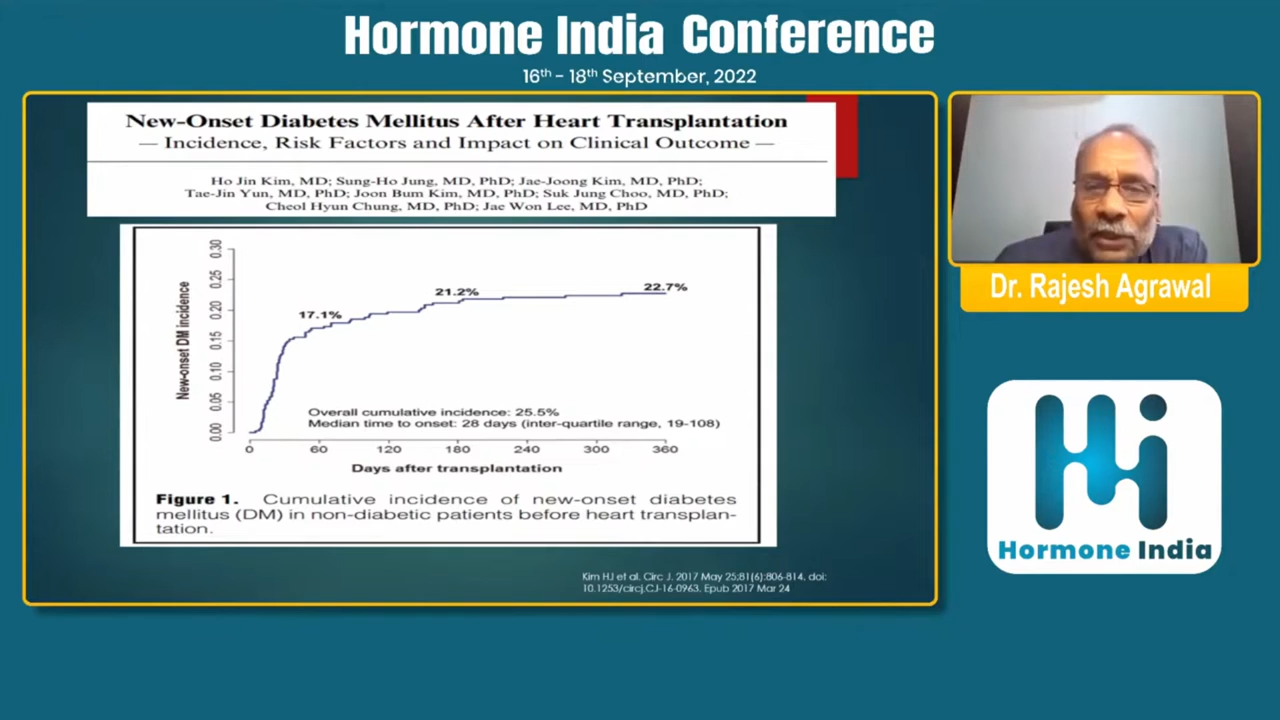 Hormone India Conference
16th - 18th September, 2022
New-Onset Diabetes Mellitus After Heart Transplantation
— Incidence, Risk Factors and Impact on Clinical Outcome —
Ho Jin Kim, MD; Sung-Ho Jung, MD, PhD; Jae-Joong Kim, MD, PhD;
Tae-Jin Yun, MD, PhD; Joon Bum Kim, MD, PhD; Suk Jung Choo, MD, PhD;
Cheol Hyun Chung, MD, PhD; Jae Won Lee, MD, PhD
New-onset DM incidence
0.30
0.25
0.20
0.15
0.10
0.05
0.00
17.1%
21.2%
22.7%
Overall cumulative incidence: 25.5%
Median time to onset: 28 days (inter-quartile range, 19-108)
0 60 120 180 240 300 360
Days after transplantation
Figure 1. Cumulative incidence of new-onset diabetes
mellitus (DM) in non-diabetic patients before heart transplan-
tation.
Kim HJ et al. Circ J. 2017 May 25;81(6):806-814. doi:
10.1253/circj.CJ-16-0963. Epub 2017 Mar 24
Dr. Rajesh Agrawal
Hi
Hormone India